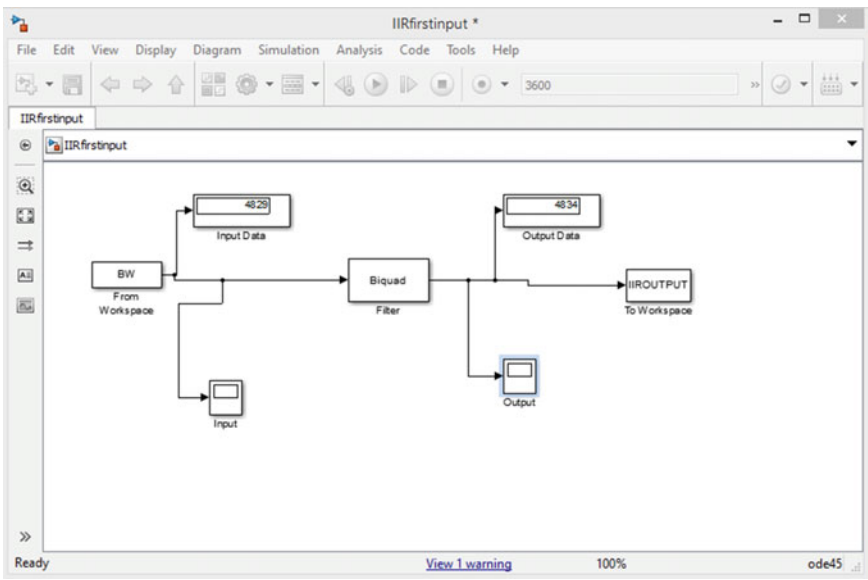 IIRfirstinput *
File Edit View Display Diagram Simulation Analysis Code Tools Help
3600
IIRfirstinput
IIRfirstinput
4829
Input Data
4834
Output Data
BW
From
Workspace
Biquad
Filter
IIROUTPUT
To Workspace
Input
Output
Ready View 1 warning 100% ode45